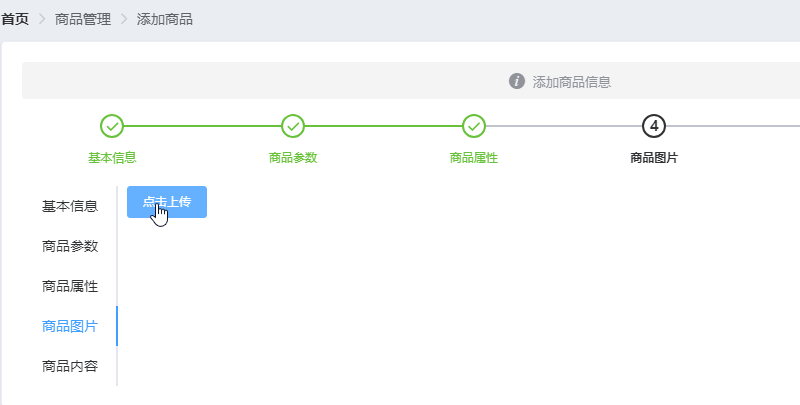 首页 > 商品管理 > 添加商品
添加商品信息
4
基本信息 商品参数 商品属性 商品图片
基本信息
点击上传
商品参数
商品属性
商品图片
商品内容